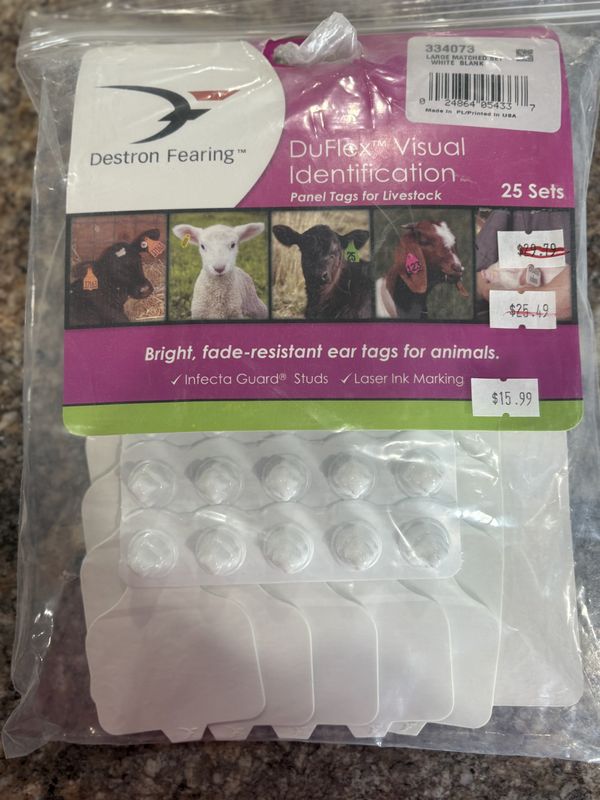 334073
LARGE MATCHED SET
WHITE BLANK
0 24864 05433 7
Made in PL/Printed in USA
Destron Fearing™
DuFlex™ Visual
Identification
Panel Tags for Livestock
25 Sets
$25.49
Bright, fade-resistant ear tags for animals.
✓ Infecta Guard® Studs ✓ Laser Ink Marking
$15.99